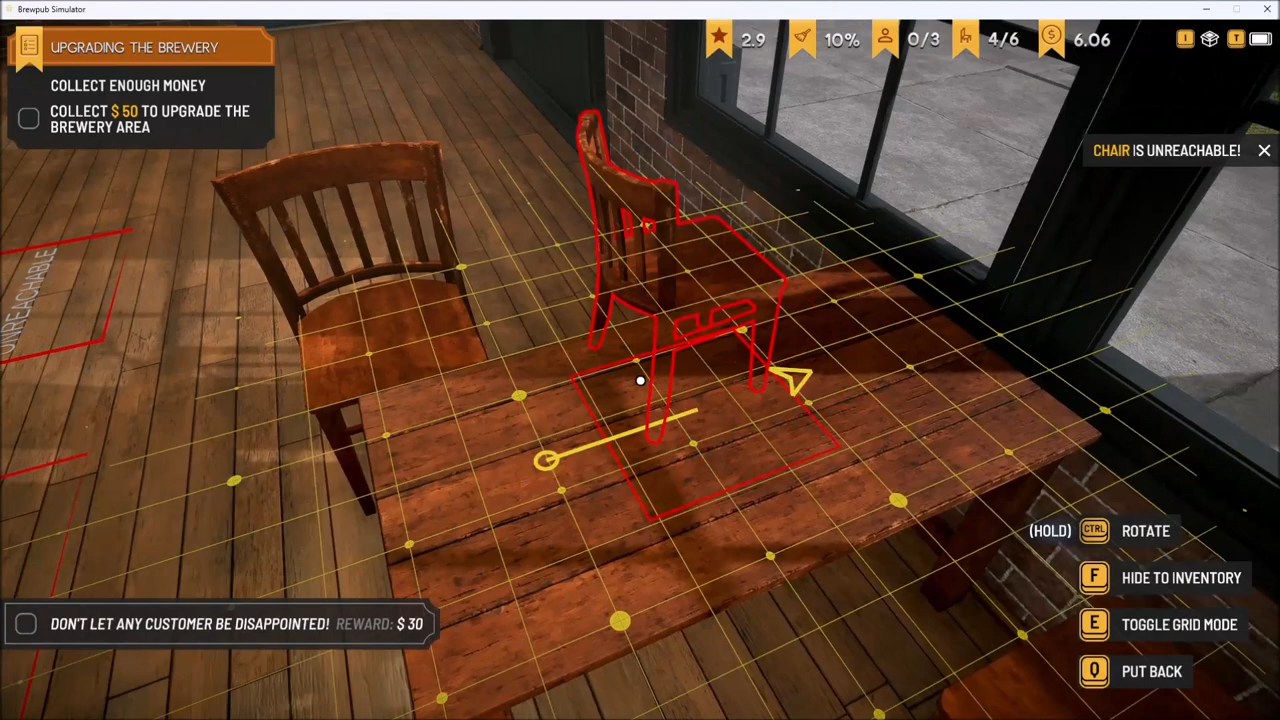 Brewpub Simulator
UPGRADING THE BREWERY
COLLECT ENOUGH MONEY
COLLECT $ 50 TO UPGRADE THE
BREWERY AREA
2.9
10%
0/3
4/6
6.06
I
T
CHAIR IS UNREACHABLE!
UNREACHABLE
(HOLD) CTRL ROTATE
F HIDE TO INVENTORY
E TOGGLE GRID MODE
Q PUT BACK
DON'T LET ANY CUSTOMER BE DISAPPOINTED! REWARD: $ 30